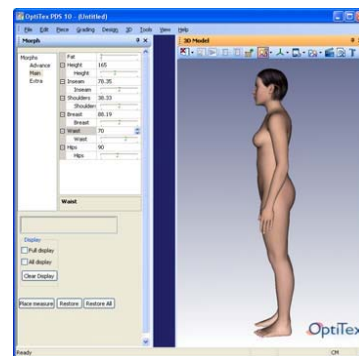 OptiTex PDS 10 - (Untitled)
File Edit Piece Grading Design 3D Tools View Help
Morph
3D Model
Morphs
Advance
Main
Extra
Fat
Height 165
Height
Inseam 78.35
Inseam
Shoulders 38.33
Shoulder
Breast 88.19
Breast
Waist 70
Waist
Hips 90
Hips
Waist
Display
Full display
All display
Clear Display
Place measure Restore Restore All
OptiTex
Ready
CM